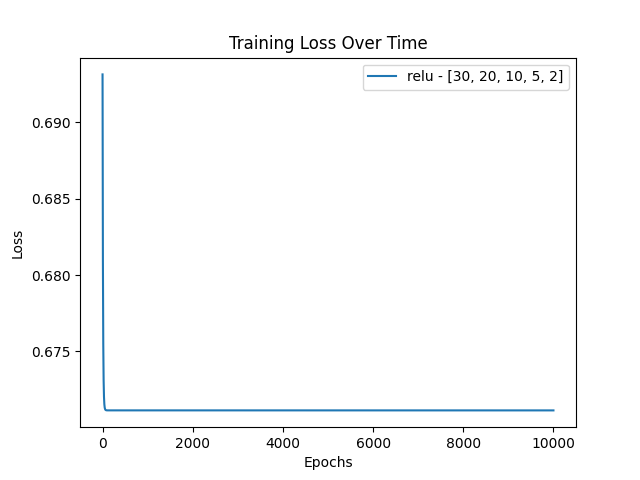 Training Loss Over Time
relu - [30, 20, 10, 5, 2]
0.690
0.685
0.680
0.675
Loss
0 2000 4000 6000 8000 10000
Epochs